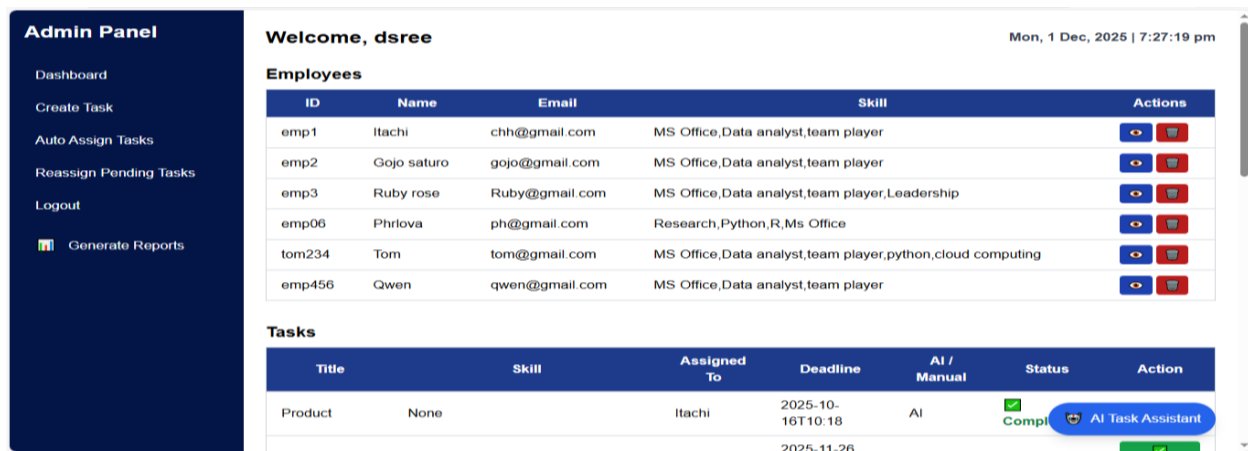 Admin Panel
Dashboard
Create Task
Auto Assign Tasks
Reassign Pending Tasks
Logout
Generate Reports
Welcome, dsree
Mon, 1 Dec, 2025 | 7:27:19 pm
Employees
ID Name Email Skill Actions
emp1 Itachi chh@gmail.com MS Office,Data analyst,team player
emp2 Gojo saturo gojo@gmail.com MS Office,Data analyst,team player
emp3 Ruby rose Ruby@gmail.com MS Office,Data analyst,team player,Leadership
emp06 Phrlova ph@gmail.com Research,Python,R,Ms Office
tom234 Tom tom@gmail.com MS Office,Data analyst,team player,python,cloud computing
emp456 Qwen qwen@gmail.com MS Office,Data analyst,team player
Tasks
Title Skill Assigned To Deadline AI / Manual Status Action
Product None Itachi 2025-10-16T10:18 AI Compl
AI Task Assistant
2025-11-26